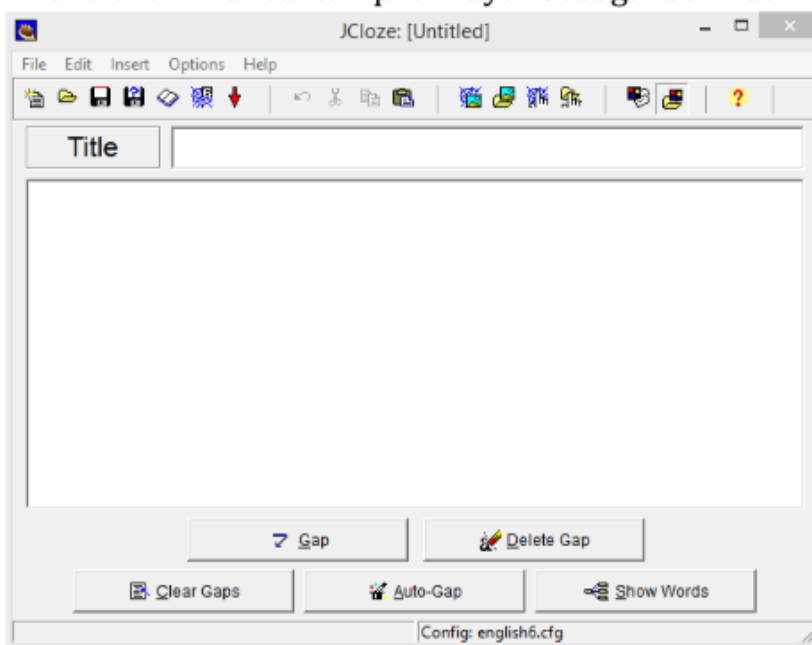 JCloze: [Untitled]
File Edit Insert Options Help
?
Title
Gap
Delete Gap
Clear Gaps
Auto-Gap
Show Words
Config: english6.cfg